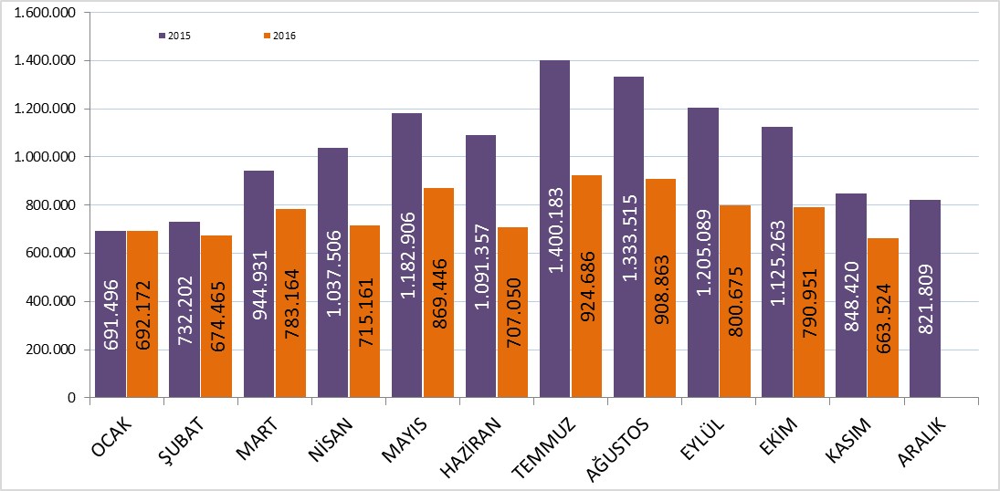 1.600.000
1.400.000
1.200.000
1.000.000
800.000
600.000
400.000
200.000
0
2015
2016
691.496
692.172
732.202
674.465
944.931
783.164
1.037.506
715.161
1.182.906
869.446
1.091.357
707.050
1.400.183
924.686
1.333.515
908.863
1.205.089
800.675
1.125.263
790.951
848.420
663.524
821.809
OCAK
ŞUBAT
MART
NİSAN
MAYIS
HAZİRAN
TEMMUZ
AĞUSTOS
EYLÜL
EKİM
KASIM
ARALIK